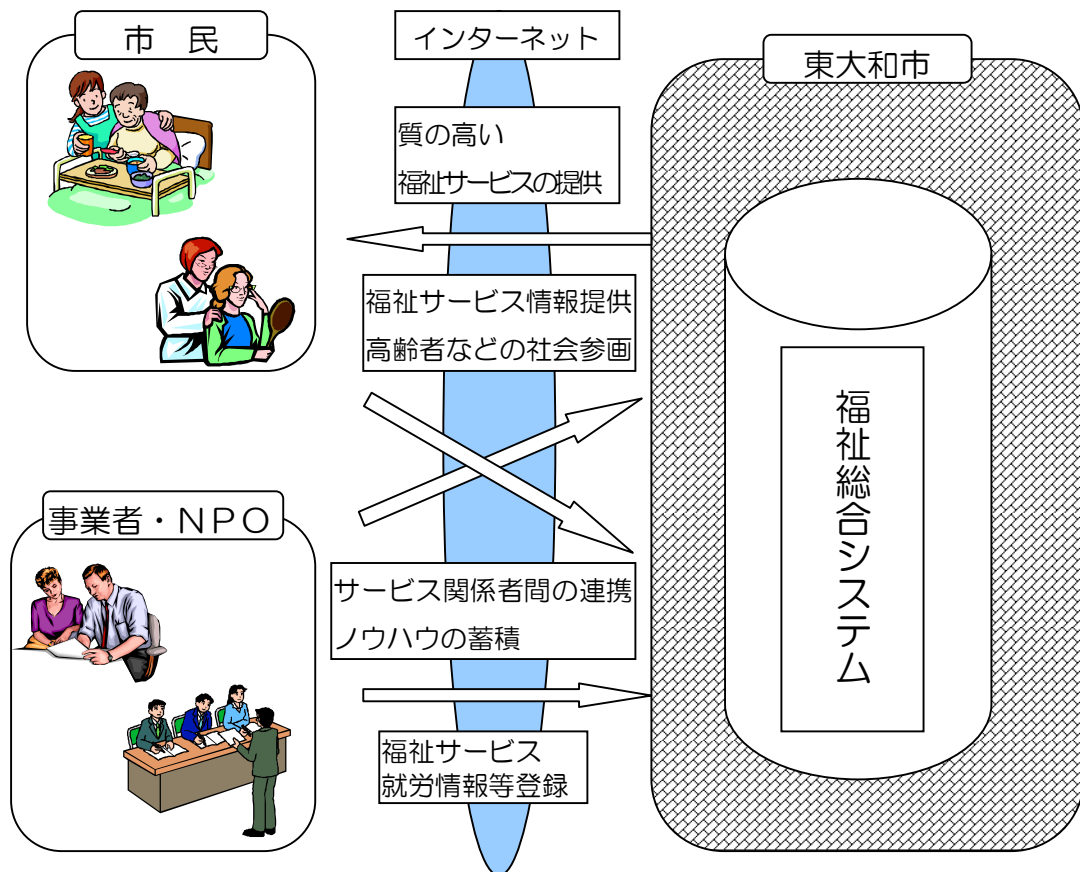 市　民
インターネット
東大和市
質の高い
福祉サービスの提供
福祉サービス情報提供
高齢者などの社会参画
福祉総合システム
事業者・ＮＰＯ
サービス関係者間の連携
ノウハウの蓄積
福祉サービス
就労情報等登録